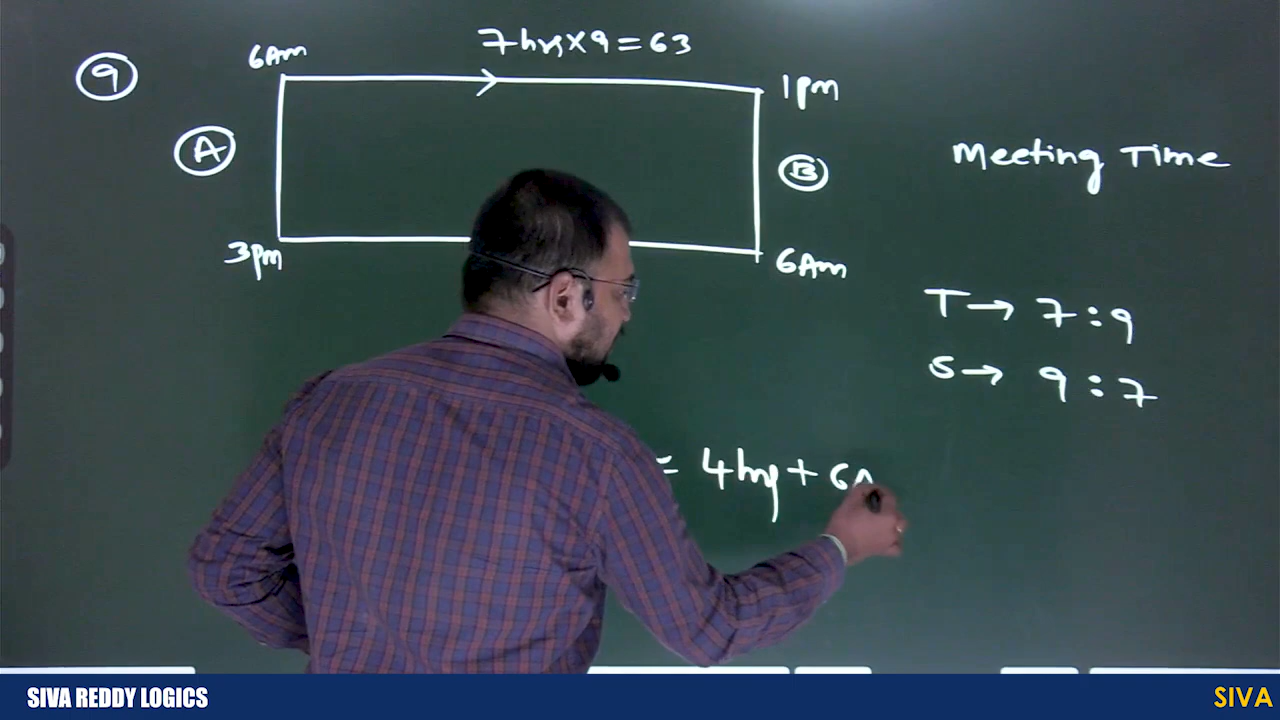 9
6Am
7hrs×9=63
1pm
A
B
Meeting Time
3pm
6Am
T→ 7:9
S→ 9:7
= 4hrs + 6A
SIVA REDDY LOGICS
SIVA